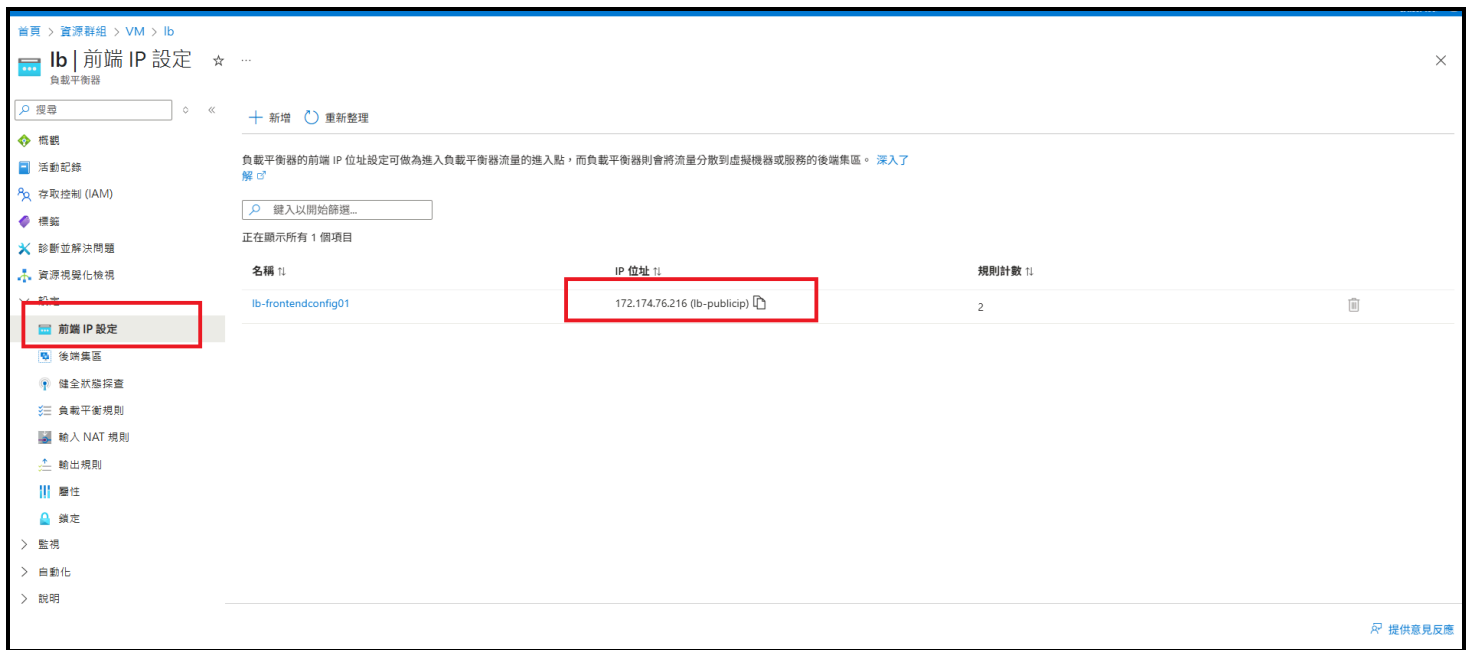 首頁 > 資源群組 > VM > lb
lb | 前端 IP 設定
負載平衡器
搜尋
新增
重新整理
概觀
活動記錄
存取控制 (IAM)
標籤
診斷並解決問題
資源視覺化檢視
設定
前端 IP 設定
後端集區
健全狀態探查
負載平衡規則
輸入 NAT 規則
輸出規則
屬性
鎖定
監視
自動化
說明
負載平衡器的前端 IP 位址設定可做為進入負載平衡器流量的進入點，而負載平衡器則會將流量分散到虛擬機器或服務的後端集區。 深入了
解
鍵入以開始篩選...
正在顯示所有 1 個項目
名稱 IP 位址 規則計數
lb-frontendconfig01 172.174.76.216 (lb-publicip) 2
提供意見反應